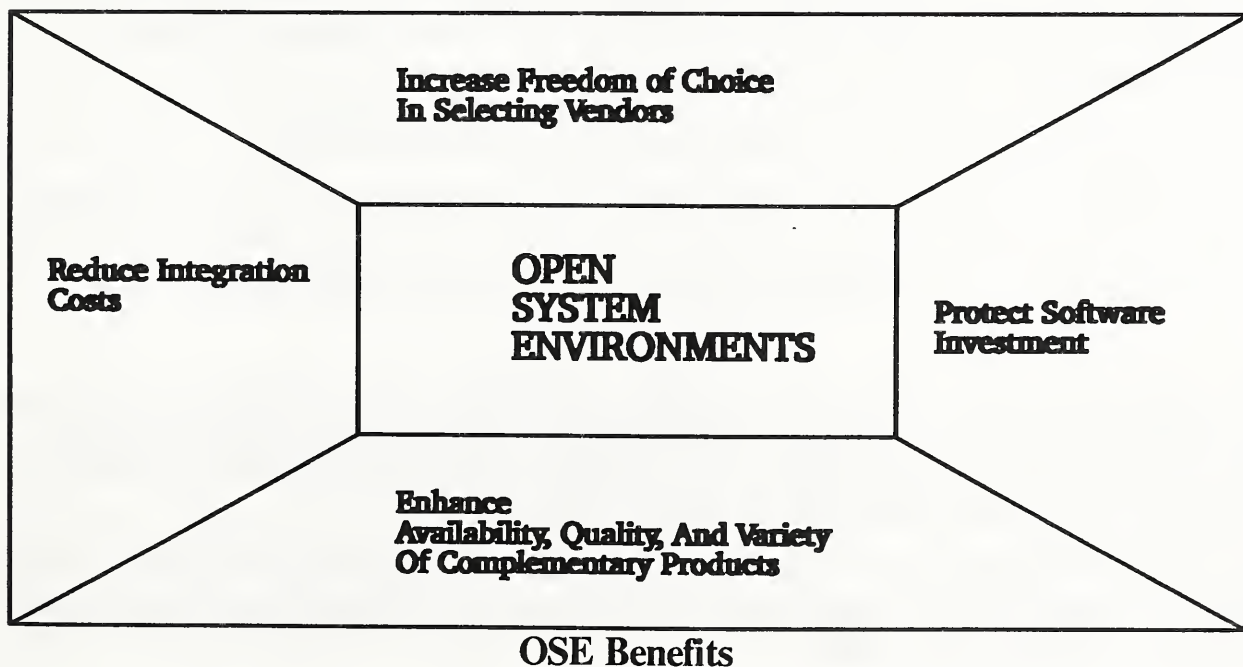 Increase Freedom of Choice
In Selecting Vendors
Reduce Integration
Costs
OPEN
SYSTEM
ENVIRONMENTS
Protect Software
Investment
Enhance
Availability, Quality, And Variety
Of Complementary Products
OSE Benefits